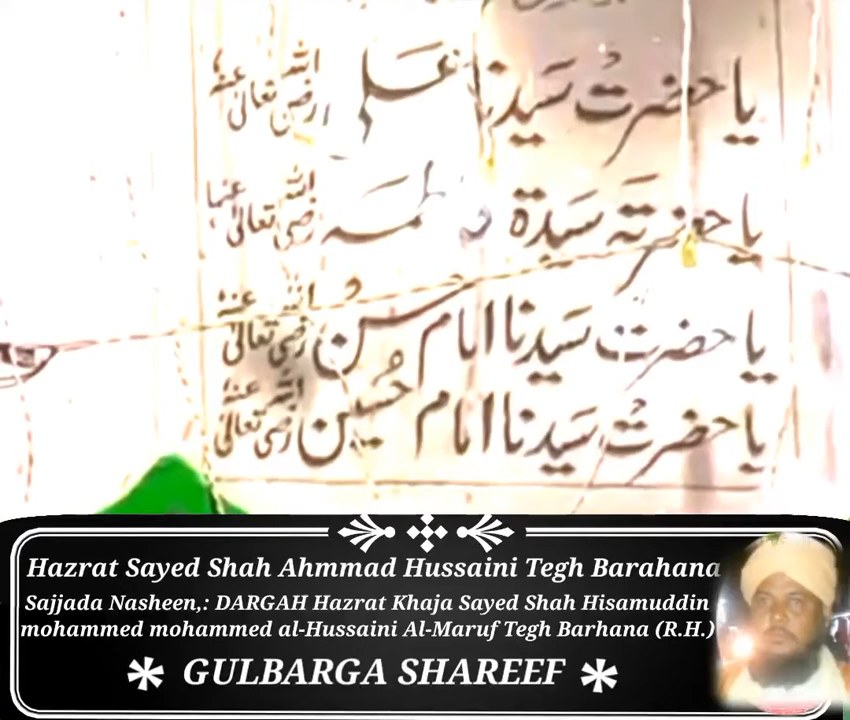 یا حضرت سیدنا علی رضی اللہ تعالیٰ عنہ
یا حضرتہ سیدۃ فاطمہ رضی اللہ تعالیٰ عنہا
یا حضرت سیدنا امام حسن رضی اللہ تعالیٰ عنہ
یا حضرت سیدنا امام حسین رضی اللہ تعالیٰ عنہ
Hazrat Sayed Shah Ahmmad Hussaini Tegh Barahana
Sajjada Nasheen,: DARGAH Hazrat Khaja Sayed Shah Hisamuddin
mohammed mohammed al-Hussaini Al-Maruf Tegh Barhana (R.H.)
* GULBARGA SHAREEF *